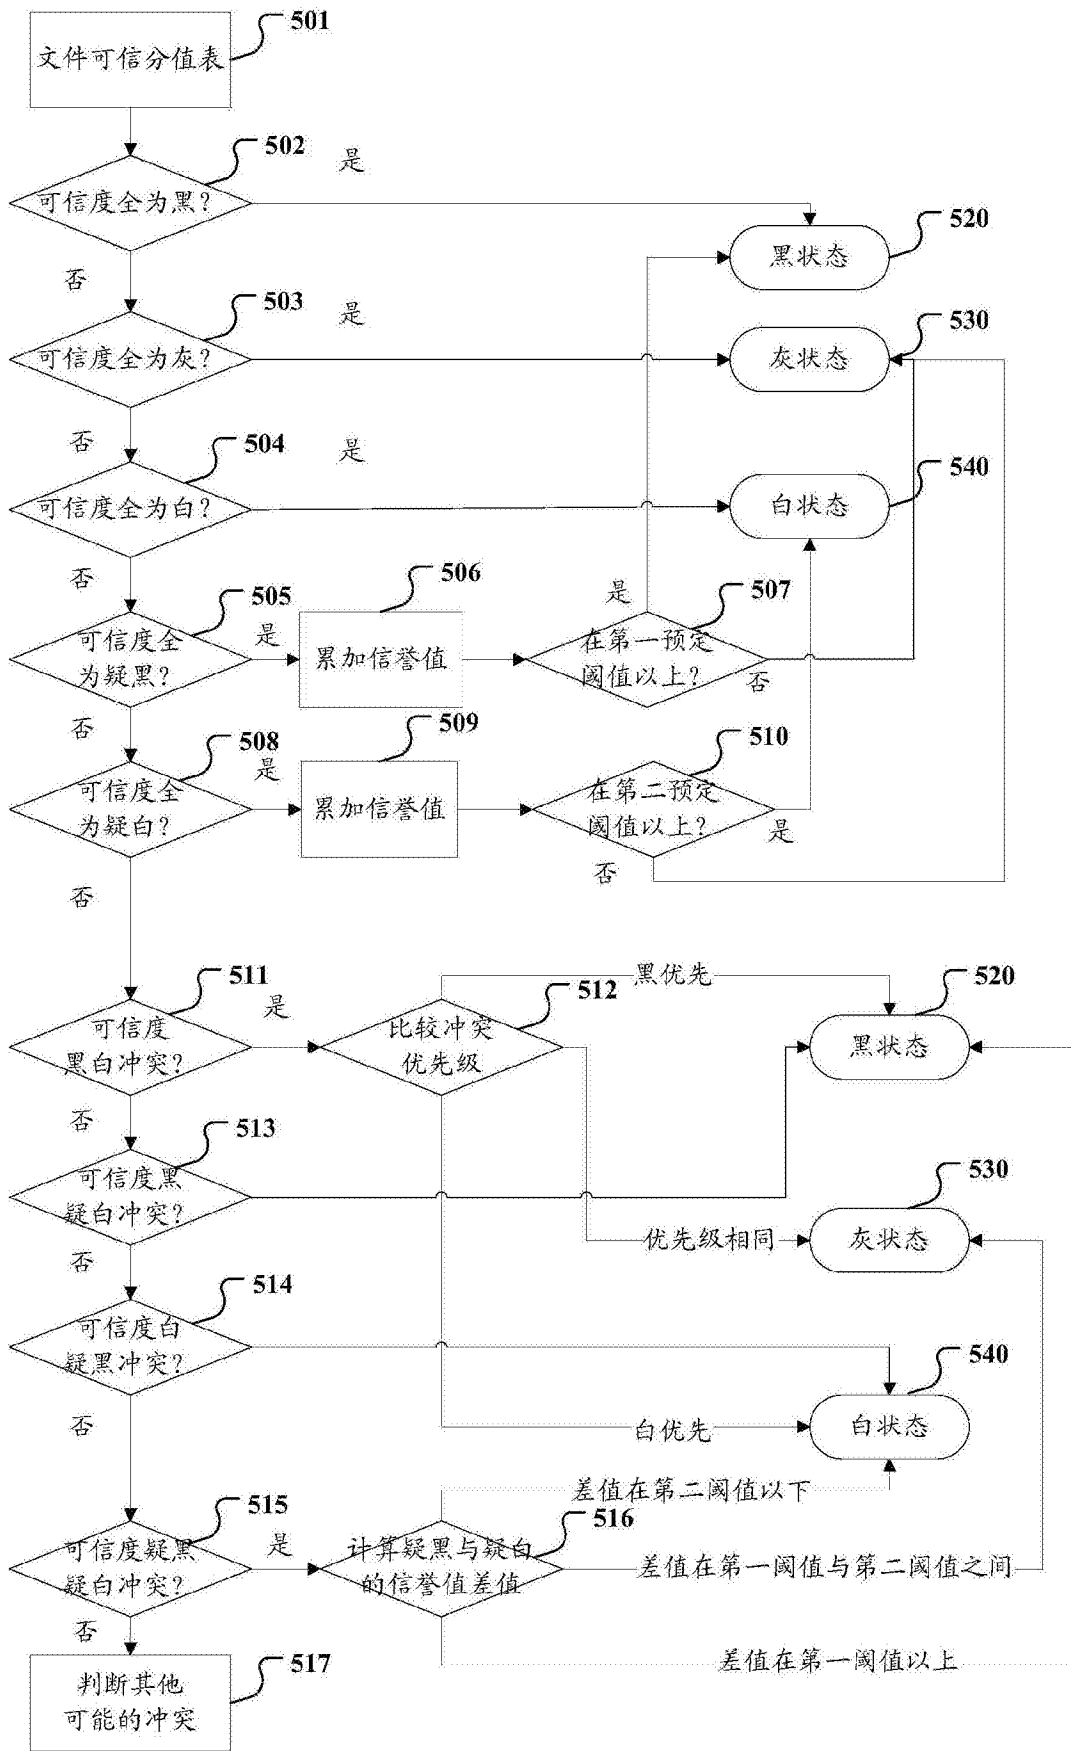 501
文件可信分值表
502
是
可信度全为黑?
520
黑状态
否
503
是
可信度全为灰?
530
灰状态
否
504
是
可信度全为白?
540
白状态
否
505
是
506
507
是
可信度全
为疑黑?
累加信誉值
在第一预定
阈值以上?
否
否
508
是
509
510
可信度全
为疑白?
累加信誉值
在第二预定
阈值以上?
是
否
否
511
是
512
黑优先
520
可信度
黑白冲突?
比较冲突
优先级
黑状态
否
513
可信度黑
疑白冲突?
530
优先级相同
灰状态
否
514
可信度白
疑黑冲突?
540
白优先
白状态
否
差值在第二阈值以下
515
是
516
可信度疑黑
疑白冲突?
计算疑黑与疑白
的信誉值差值
差值在第一阈值与第二阈值之间
否
差值在第一阈值以上
517
判断其他
可能的冲突